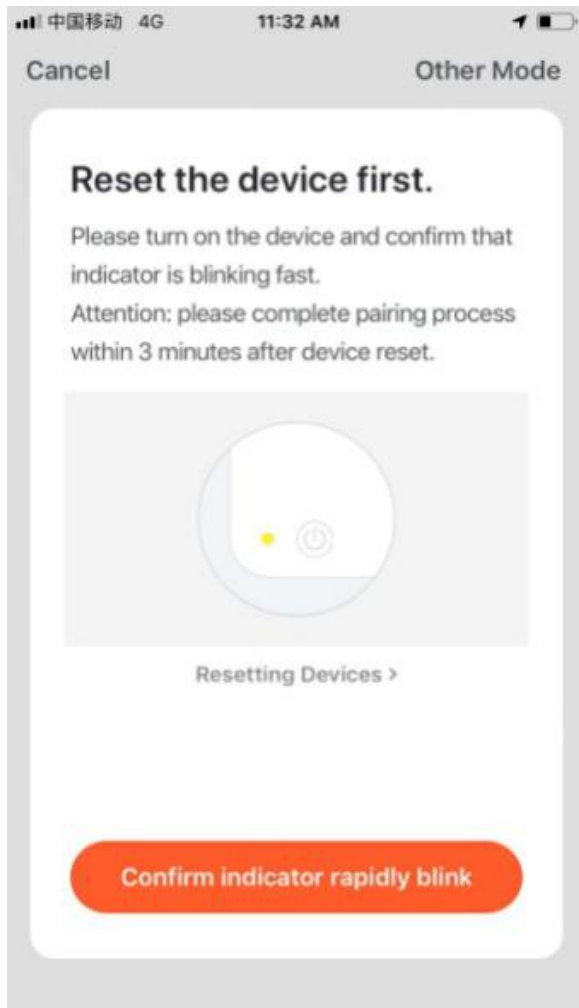 中国移动 4G 11:32 AM
Cancel Other Mode
Reset the device first.
Please turn on the device and confirm that
indicator is blinking fast.
Attention: please complete pairing process
within 3 minutes after device reset.
Resetting Devices >
Confirm indicator rapidly blink